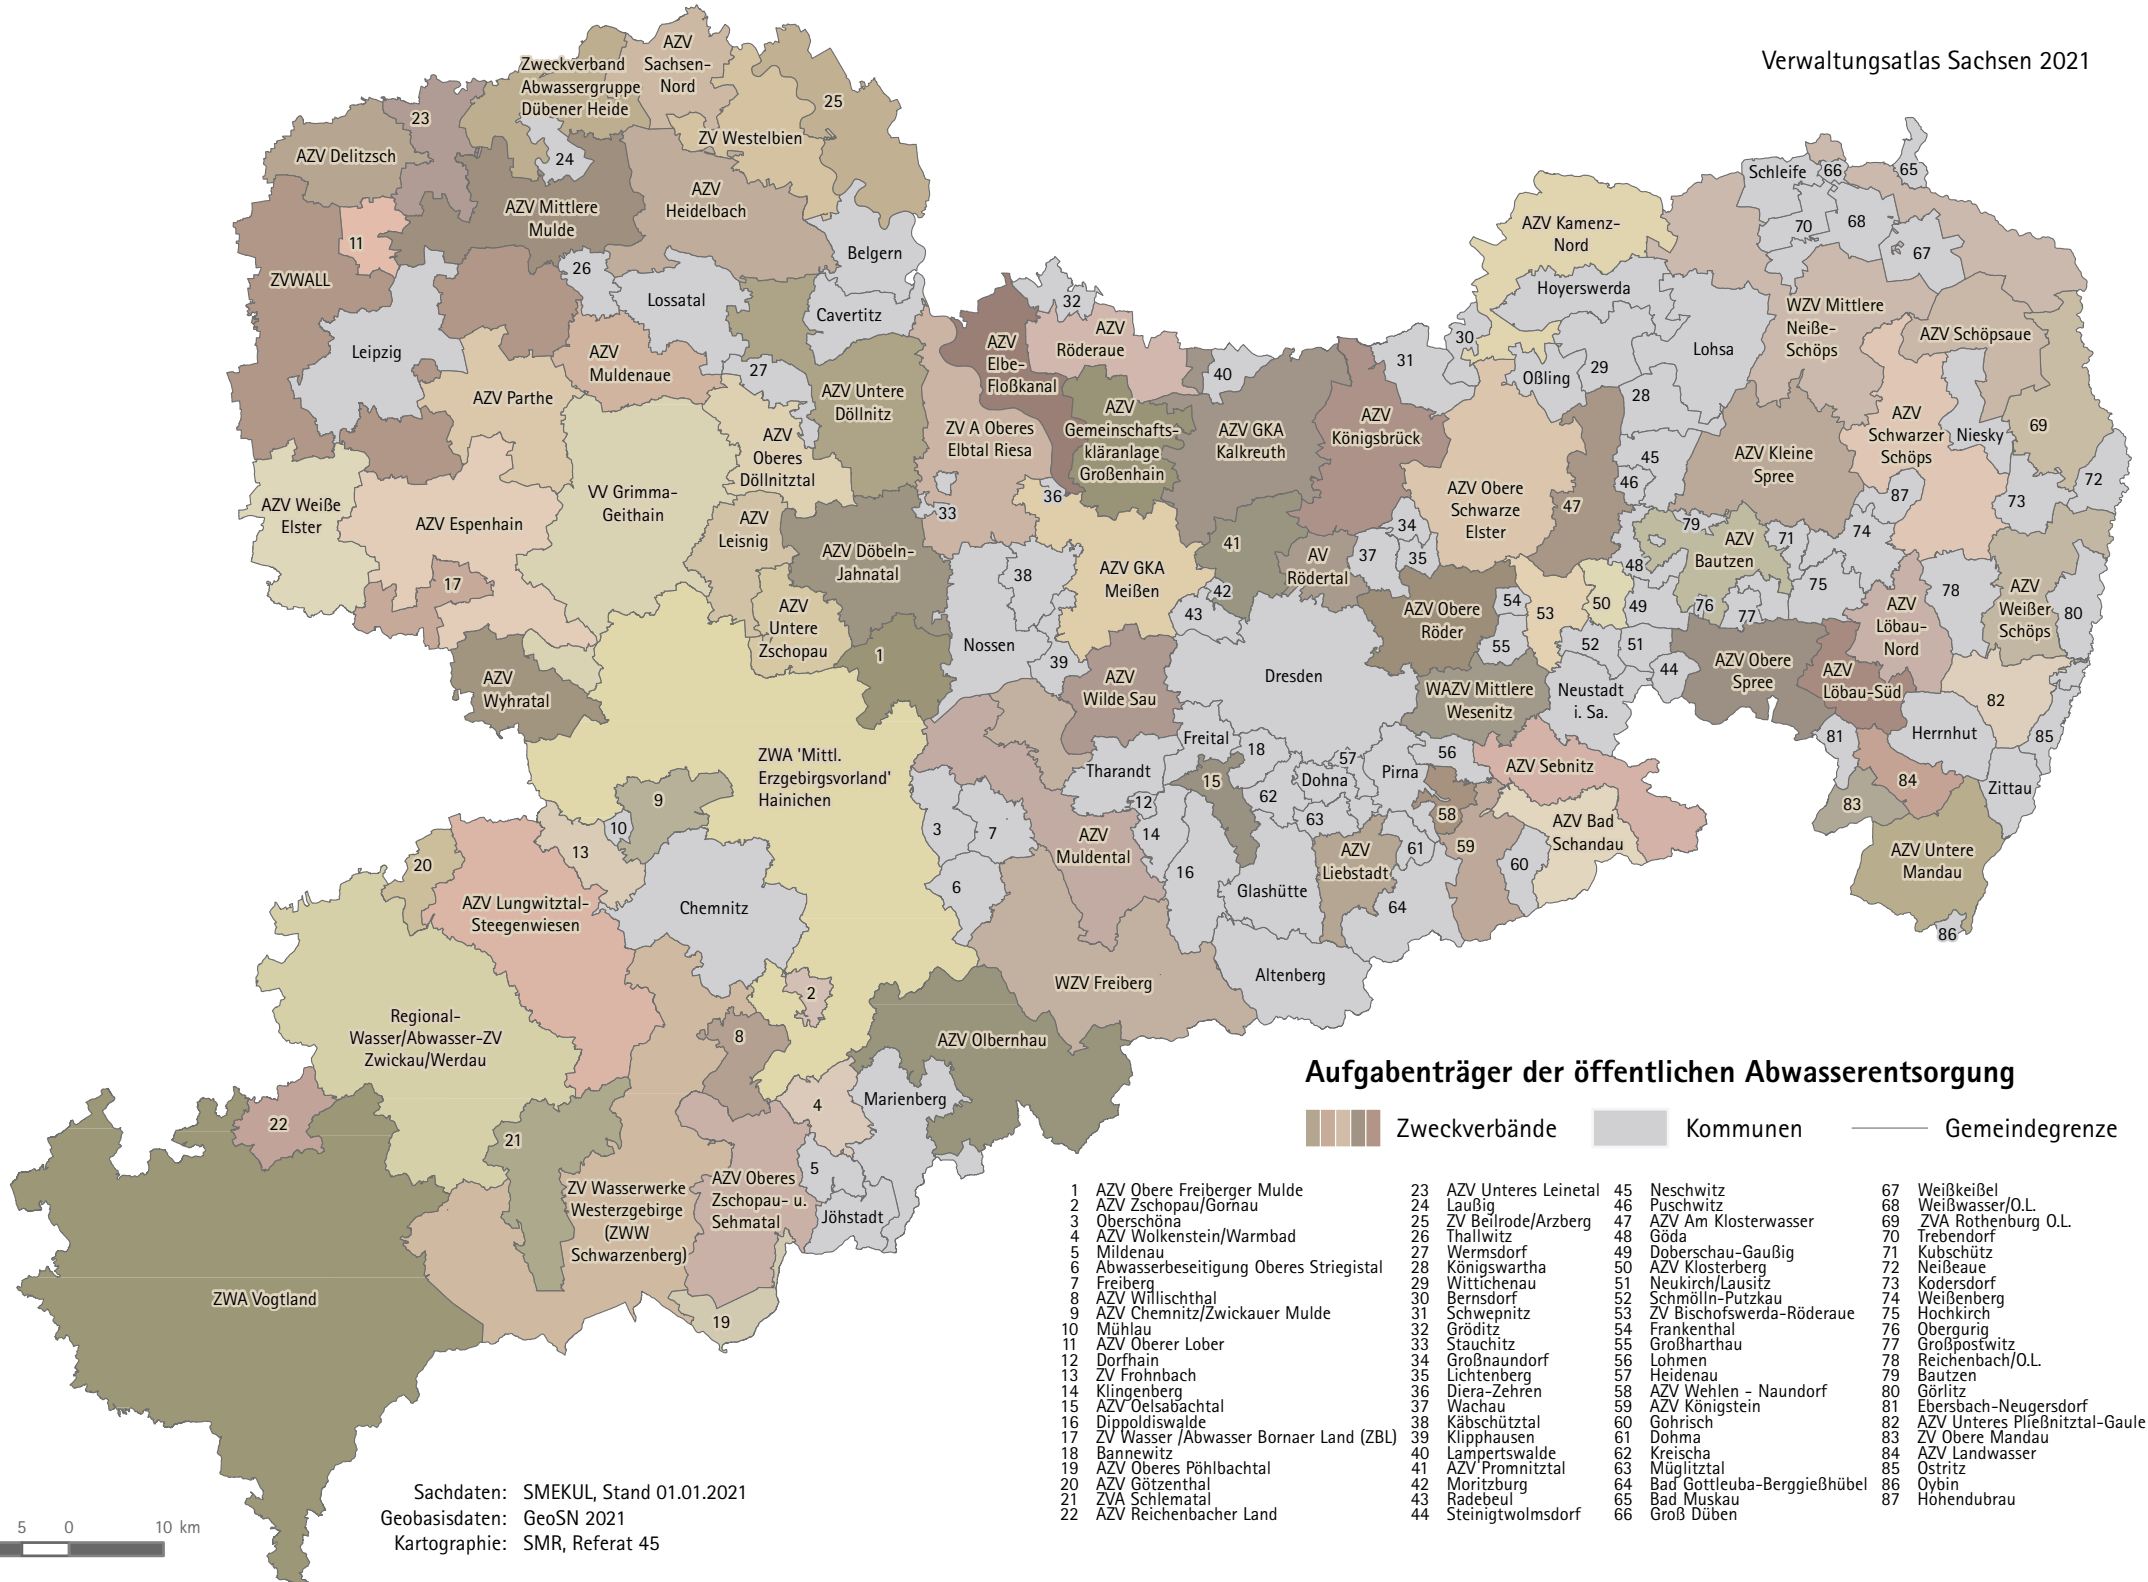 Verwaltungsatlas Sachsen 2021
AZV
Sachsen-
Nord
Zweckverband
Abwassergruppe
Dübener Heide
25
23
ZV Westelbien
AZV Delitzsch
24
AZV
Heidelbach
AZV Mittlere
Mulde
11
Belgern
ZVWALL
26
Lossatal
Cavertitz
Leipzig
AZV
Muldenaue
27
AZV Parthe
AZV Untere
Döllnitz
AZV
Oberes
Döllnitztal
AZV Weiße
Elster
VV Grimma-
Geithain
AZV Espenhain
AZV
Leisnig
AZV Döbeln-
Jahnatal
17
AZV
Untere
Zschopau
1
AZV
Wyhratal
32
AZV
Elbe-
Floßkanal
AZV
Röderaue
40
31
AZV
Gemeinschafts-
kläranlage
Großenhain
ZV A Oberes
Elbtal Riesa
AZV GKA
Kalkreuth
AZV
Königsbrück
36
33
34
35
37
41
AV
Rödertal
38
AZV GKA
Meißen
42
43
Nossen
39
AZV
Wilde Sau
Dresden
Schleife
66
65
70
68
67
AZV Kamenz-
Nord
Hoyerswerda
30
Oßling
29
Lohsa
28
WZV Mittlere
Neiße-
Schöps
AZV Schöpsaue
AZV
Schwarzer
Schöps
Niesky
69
AZV Kleine
Spree
45
46
47
72
87
73
AZV Obere
Schwarze
Elster
79
AZV
Bautzen
71
74
48
75
76
77
78
AZV
Weißer
Schöps
80
AZV Obere
Röder
54
55
53
50
49
52
51
44
AZV
Löbau-
Nord
AZV Obere
Spree
AZV
Löbau-Süd
82
WAZV Mittlere
Wesenitz
Neustadt
i. Sa.
81
Herrnhut
85
84
Zittau
83
AZV Untere
Mandau
86
ZWA 'Mittl.
Erzgebirgsvorland'
Hainichen
Freital
18
57
56
AZV Sebnitz
Tharandt
15
Dohna
Pirna
12
62
63
58
AZV Bad
Schandau
9
10
3
7
AZV
Muldental
14
16
AZV
Liebstadt
61
59
60
13
20
6
Glashütte
64
AZV Lungwitztal-
Steegenwiesen
Chemnitz
2
WZV Freiberg
Altenberg
Regional-
Wasser/Abwasser-ZV
Zwickau/Werdau
8
AZV Olbernhau
22
4
Marienberg
21
5
ZV Wasserwerke
Westerzgebirge
(ZWW
Schwarzenberg)
AZV Oberes
Zschopau- u.
Sehmatal
Jöhstadt
ZWA Vogtland
19
Aufgabenträger der öffentlichen Abwasserentsorgung
Zweckverbände
Kommunen
Gemeindegrenze
1 AZV Obere Freiberger Mulde
2 AZV Zschopau/Gornau
3 Oberschöna
4 AZV Wolkenstein/Warmbad
5 Mildenau
6 Abwasserbeseitigung Oberes Striegistal
7 Freiberg
8 AZV Willischthal
9 AZV Chemnitz/Zwickauer Mulde
10 Mühlau
11 AZV Oberer Lober
12 Dorfhain
13 ZV Frohnbach
14 Klingenberg
15 AZV Oelsabachtal
16 Dippoldiswalde
17 ZV Wasser /Abwasser Bornaer Land (ZBL)
18 Bannewitz
19 AZV Oberes Pöhlbachtal
20 AZV Götzenthal
21 ZVA Schlematal
22 AZV Reichenbacher Land
23 AZV Unteres Leinetal
24 Laußig
25 ZV Beilrode/Arzberg
26 Thallwitz
27 Wermsdorf
28 Königswartha
29 Wittichenau
30 Bernsdorf
31 Schwepnitz
32 Gröditz
33 Stauchitz
34 Großnaundorf
35 Lichtenberg
36 Diera-Zehren
37 Wachau
38 Käbschütztal
39 Klipphausen
40 Lampertswalde
41 AZV Promnitztal
42 Moritzburg
43 Radebeul
44 Steinigtwolmsdorf
45 Neschwitz
46 Puschwitz
47 AZV Am Klosterwasser
48 Göda
49 Doberschau-Gaußig
50 AZV Klosterberg
51 Neukirch/Lausitz
52 Schmölln-Putzkau
53 ZV Bischofswerda-Röderaue
54 Frankenthal
55 Großharthau
56 Lohmen
57 Heidenau
58 AZV Wehlen - Naundorf
59 AZV Königstein
60 Gohrisch
61 Dohma
62 Kreischa
63 Müglitztal
64 Bad Gottleuba-Berggießhübel
65 Bad Muskau
66 Groß Düben
67 Weißkeißel
68 Weißwasser/O.L.
69 ZVA Rothenburg O.L.
70 Trebendorf
71 Kubschütz
72 Neißeaue
73 Kodersdorf
74 Weißenberg
75 Hochkirch
76 Obergurig
77 Großpostwitz
78 Reichenbach/O.L.
79 Bautzen
80 Görlitz
81 Ebersbach-Neugersdorf
82 AZV Unteres Pließnitztal-Gaule
83 ZV Obere Mandau
84 AZV Landwasser
85 Ostritz
86 Oybin
87 Hohendubrau
Sachdaten: SMEKUL, Stand 01.01.2021
Geobasisdaten: GeoSN 2021
Kartographie: SMR, Referat 45
5 0 10 km